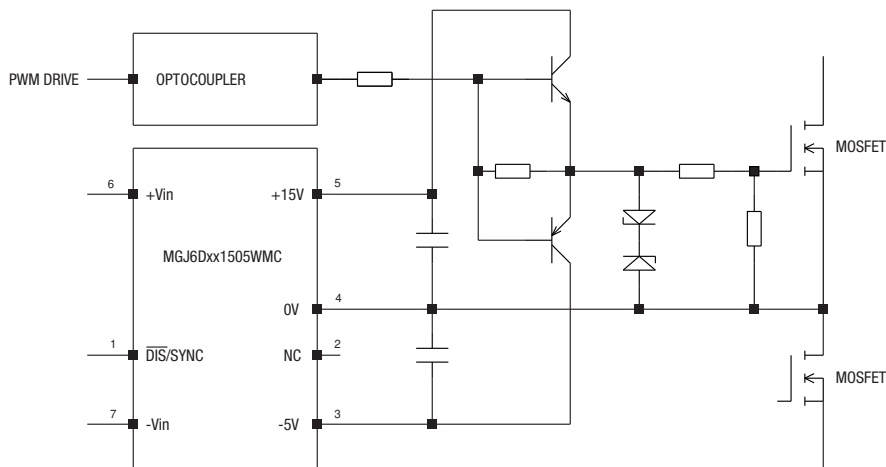 PWM DRIVE
OPTOCOUPLER
MOSFET
6
+Vin
+15V
5
MGJ6Dxx1505WMC
0V
4
1
DIS/SYNC
NC
2
MOSFET
7
-Vin
-5V
3